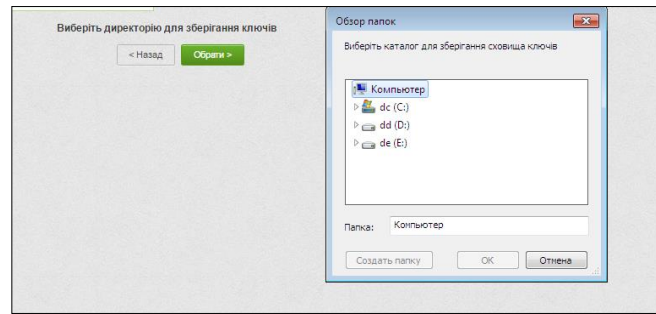 Виберіть директорію для зберігання ключів
< Назад
Обрати >
Обзор папок
Виберіть каталог для зберігання сховища ключів
Компьютер
dc (C:)
dd (D:)
de (E:)
Папка:
Компьютер
Создать папку
OK
Отмена